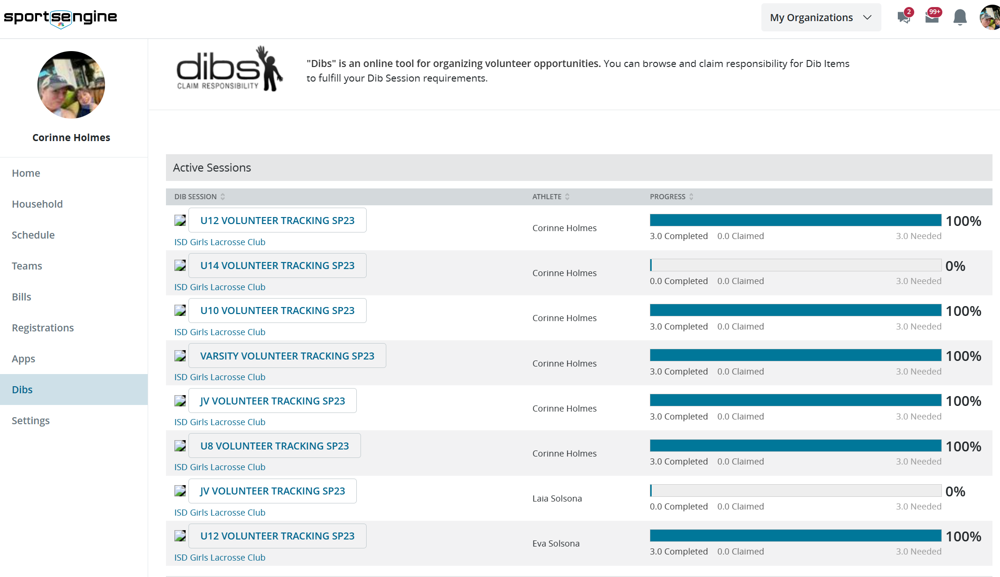 sportsengine
My Organizations
2
99+
dibs
CLAIM RESPONSIBILITY
"Dibs" is an online tool for organizing volunteer opportunities. You can browse and claim responsibility for Dib Items
to fulfill your Dib Session requirements.
Corinne Holmes
Home
Household
Schedule
Teams
Bills
Registrations
Apps
Dibs
Settings
Active Sessions
DIB SESSION ATHLETE PROGRESS
U12 VOLUNTEER TRACKING SP23
ISD Girls Lacrosse Club
Corinne Holmes
100%
3.0 Completed 0.0 Claimed 3.0 Needed
U14 VOLUNTEER TRACKING SP23
ISD Girls Lacrosse Club
Corinne Holmes
0%
0.0 Completed 0.0 Claimed 3.0 Needed
U10 VOLUNTEER TRACKING SP23
ISD Girls Lacrosse Club
Corinne Holmes
100%
3.0 Completed 0.0 Claimed 3.0 Needed
VARSITY VOLUNTEER TRACKING SP23
ISD Girls Lacrosse Club
Corinne Holmes
100%
3.0 Completed 0.0 Claimed 3.0 Needed
JV VOLUNTEER TRACKING SP23
ISD Girls Lacrosse Club
Corinne Holmes
100%
3.0 Completed 0.0 Claimed 3.0 Needed
U8 VOLUNTEER TRACKING SP23
ISD Girls Lacrosse Club
Corinne Holmes
100%
3.0 Completed 0.0 Claimed 3.0 Needed
JV VOLUNTEER TRACKING SP23
ISD Girls Lacrosse Club
Laia Solsona
0%
0.0 Completed 0.0 Claimed 3.0 Needed
U12 VOLUNTEER TRACKING SP23
ISD Girls Lacrosse Club
Eva Solsona
100%
3.0 Completed 0.0 Claimed 3.0 Needed